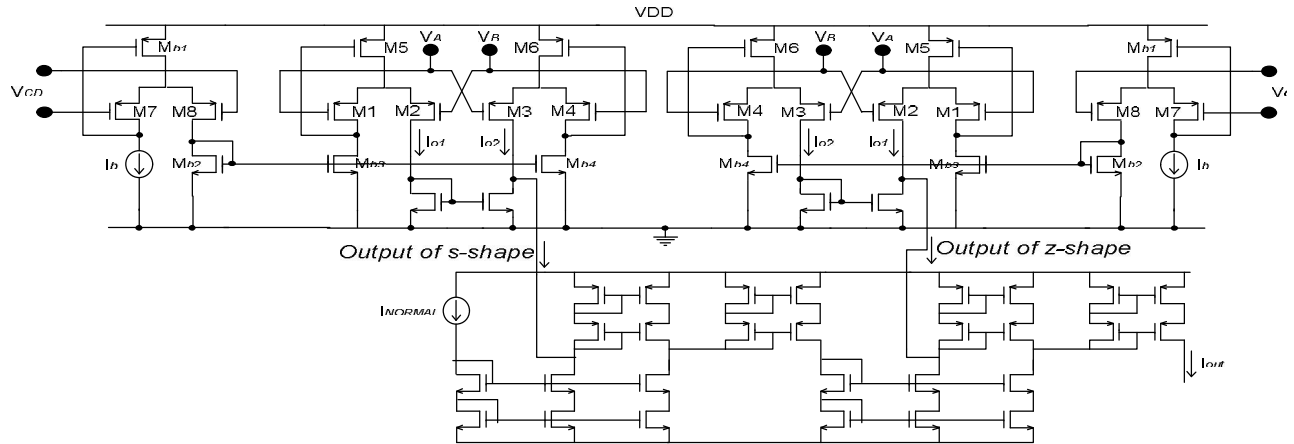 VDD
Mb1 M5 VA VB M6 M6 VB VA M5 Mb1
VCD
M7 M8 M1 M2 M3 M4 M4 M3 M2 M1 M8 M7
Io1 Io2 Io2 Io1
Ib Mb2 Mb3 Mb4 Mb4 Mb3 Mb2 Ib
Output of s-shape Output of z-shape
INORMAL
Iout